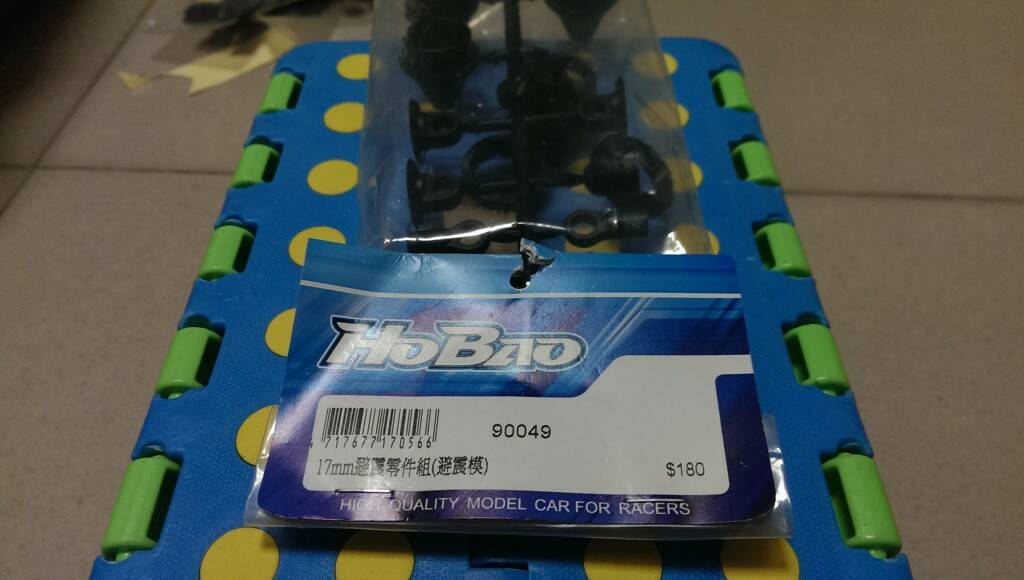 HoBao
717677170566
90049
17mm避震零件組(避震模)
$180
HIGH QUALITY MODEL CAR FOR RACERS